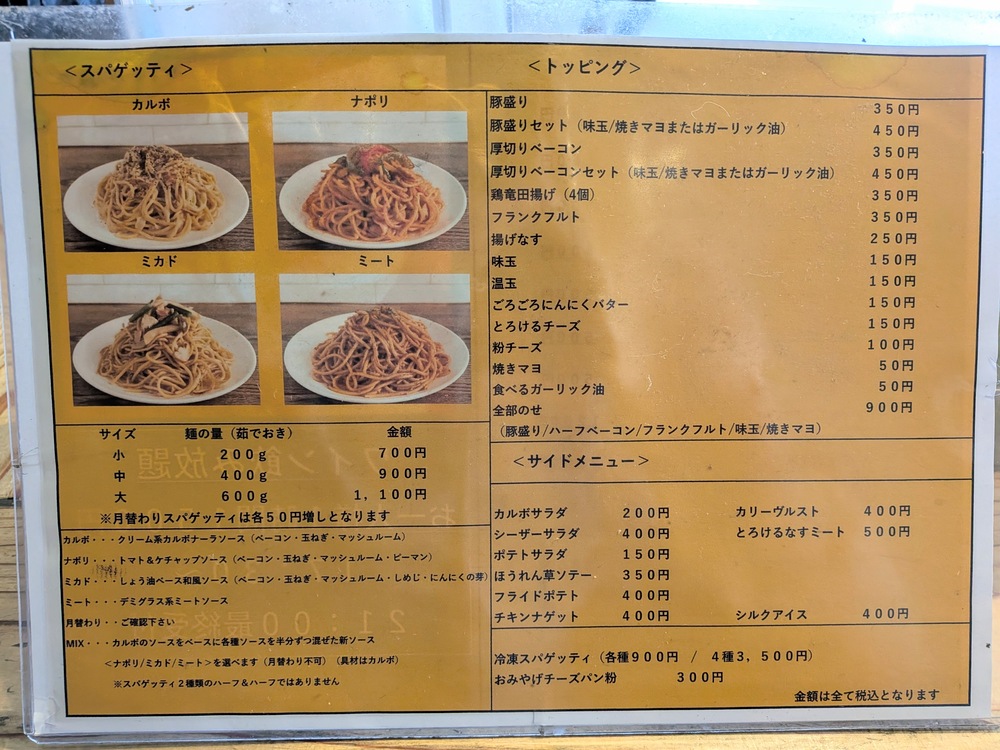 ＜スパゲッティ＞
カルボ
ナポリ
ミカド
ミート
サイズ 麺の量（茹でおき） 金額
小 200g 700円
中 400g 900円
大 600g 1,100円
※月替わりスパゲッティは各50円増しとなります
カルボ・・・クリーム系カルボナーラソース（ベーコン・玉ねぎ・マッシュルーム）
ナポリ・・・トマト＆ケチャップソース（ベーコン・玉ねぎ・マッシュルーム・ピーマン）
ミカド・・・しょう油ベース和風ソース（ベーコン・玉ねぎ・マッシュルーム・しめじ・にんにくの芽）
ミート・・・デミグラス系ミートソース
月替わり・・ご確認下さい
MIX・・・カルボのソースをベースに各種ソースを半分ずつ混ぜた新ソース
＜ナポリ/ミカド/ミート＞を選べます（月替わり不可）（具材はカルボ）
※スパゲッティ２種類のハーフ＆ハーフではありません
＜トッピング＞
豚盛り 350円
豚盛りセット（味玉/焼きマヨまたはガーリック油） 450円
厚切りベーコン 350円
厚切りベーコンセット（味玉/焼きマヨまたはガーリック油） 450円
鶏竜田揚げ（4個） 350円
フランクフルト 350円
揚げなす 250円
味玉 150円
温玉 150円
ごろごろにんにくバター 150円
とろけるチーズ 150円
粉チーズ 100円
焼きマヨ 50円
食べるガーリック油 50円
全部のせ 900円
（豚盛り/ハーフベーコン/フランクフルト/味玉/焼きマヨ）
＜サイドメニュー＞
カルボサラダ 200円 カリーヴルスト 400円
シーザーサラダ 400円 とろけるなすミート 500円
ポテトサラダ 150円
ほうれん草ソテー 350円
フライドポテト 400円
チキンナゲット 400円 シルクアイス 400円
冷凍スパゲッティ（各種900円 / 4種3,500円）
おみやげチーズパン粉 300円
金額は全て税込となります